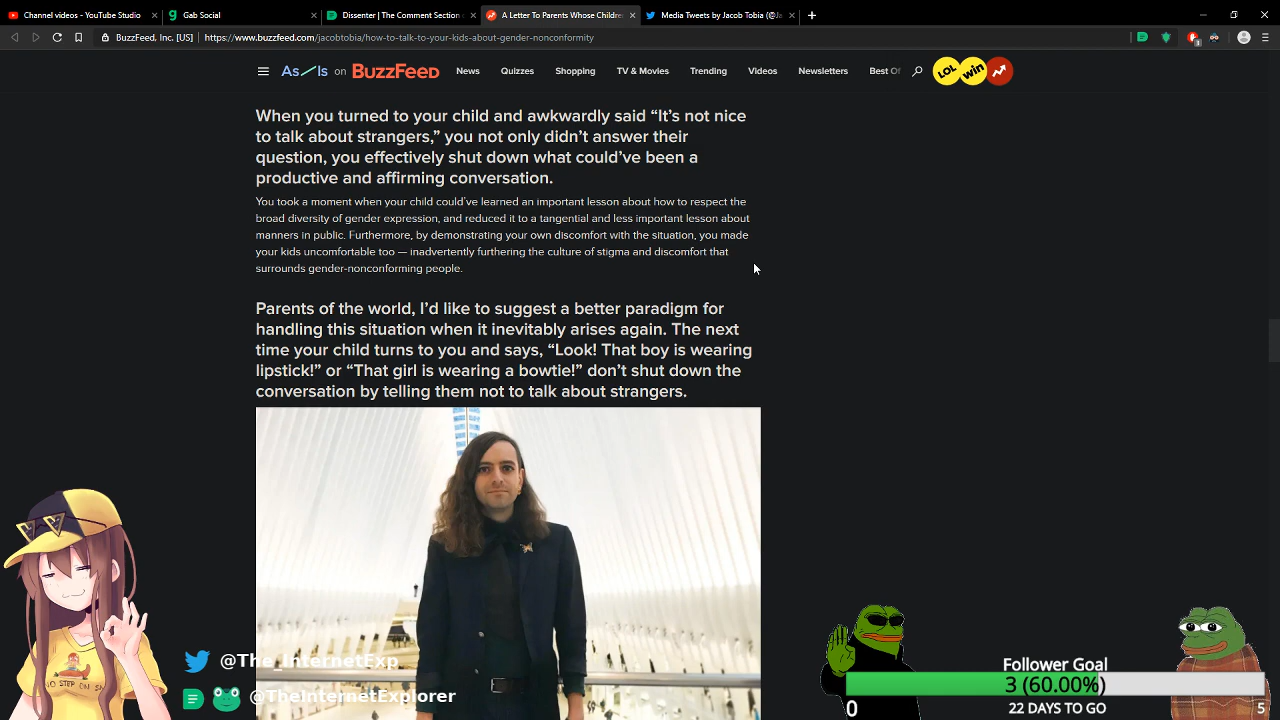 Channel videos - YouTube Studio
Gab Social
Dissenter | The Comment Section
A Letter To Parents Whose Childre
Media Tweets by Jacob Tobia (@Ja
BuzzFeed, Inc. [US] | https://www.buzzfeed.com/jacobtobia/how-to-talk-to-your-kids-about-gender-nonconformity
As/Is on BuzzFeed News Quizzes Shopping TV & Movies Trending Videos Newsletters Best Of LOL win
When you turned to your child and awkwardly said “It’s not nice
to talk about strangers,” you not only didn’t answer their
question, you effectively shut down what could’ve been a
productive and affirming conversation.
You took a moment when your child could’ve learned an important lesson about how to respect the
broad diversity of gender expression, and reduced it to a tangential and less important lesson about
manners in public. Furthermore, by demonstrating your own discomfort with the situation, you made
your kids uncomfortable too — inadvertently furthering the culture of stigma and discomfort that
surrounds gender-nonconforming people.
Parents of the world, I’d like to suggest a better paradigm for
handling this situation when it inevitably arises again. The next
time your child turns to you and says, “Look! That boy is wearing
lipstick!” or “That girl is wearing a bowtie!” don’t shut down the
conversation by telling them not to talk about strangers.
@The_InternetExp
@TheInternetExplorer
Follower Goal
3 (60.00%)
0
22 DAYS TO GO
5